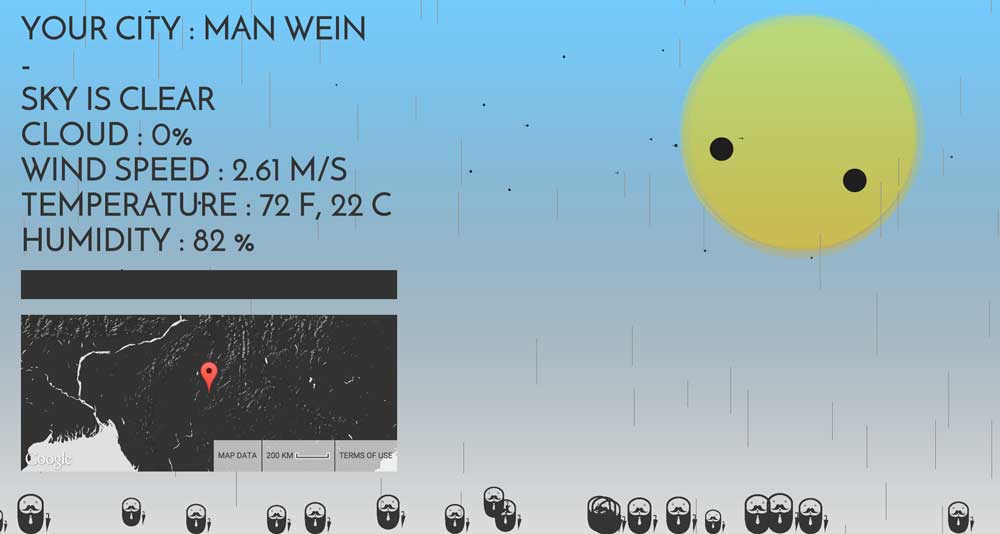 YOUR CITY : MAN WEIN
-
SKY IS CLEAR
CLOUD : 0%
WIND SPEED : 2.61 M/S
TEMPERATURE : 72 F, 22 C
HUMIDITY : 82 %
Google
MAP DATA
200 KM
TERMS OF USE